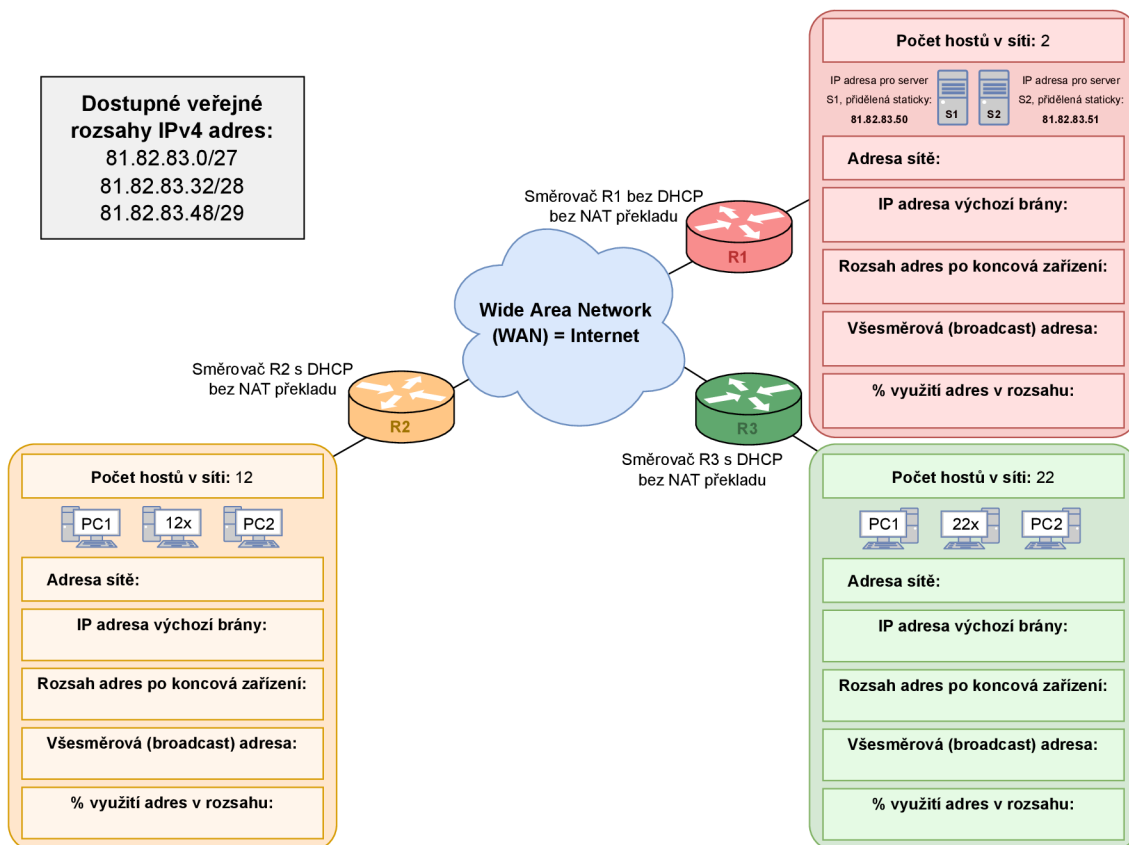 Dostupné veřejné
rozsahy IPv4 adres:
81.82.83.0/27
81.82.83.32/28
81.82.83.48/29
Počet hostů v síti: 2
IP adresa pro server
S1, přidělená staticky:
81.82.83.50
S1
S2
IP adresa pro server
S2, přidělená staticky:
81.82.83.51
Adresa sítě:
IP adresa výchozí brány:
Rozsah adres po koncová zařízení:
Všesměrová (broadcast) adresa:
% využití adres v rozsahu:
Směrovač R1 bez DHCP
bez NAT překladu
R1
Wide Area Network
(WAN) = Internet
Směrovač R2 s DHCP
bez NAT překladu
R2
R3
Směrovač R3 s DHCP
bez NAT překladu
Počet hostů v síti: 12
PC1
12x
PC2
Adresa sítě:
IP adresa výchozí brány:
Rozsah adres po koncová zařízení:
Všesměrová (broadcast) adresa:
% využití adres v rozsahu:
Počet hostů v síti: 22
PC1
22x
PC2
Adresa sítě:
IP adresa výchozí brány:
Rozsah adres po koncová zařízení:
Všesměrová (broadcast) adresa:
% využití adres v rozsahu: